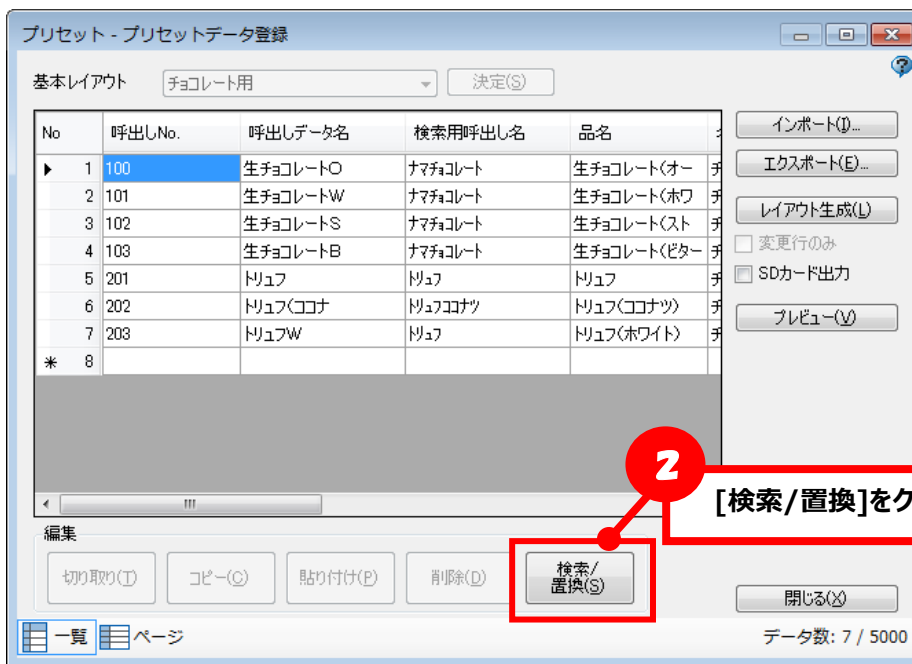 プリセット - プリセットデータ登録
基本レイアウト チョコレート用 決定(S)
No 呼出しNo. 呼出しデータ名 検索用呼出し名 品名
1 100 生チョコレートO ﾅﾏﾁｮｺﾚｰﾄ 生チョコレート(オー チ
2 101 生チョコレートW ﾅﾏﾁｮｺﾚｰﾄ 生チョコレート(ホワ チ
3 102 生チョコレートS ﾅﾏﾁｮｺﾚｰﾄ 生チョコレート(スト チ
4 103 生チョコレートB ﾅﾏﾁｮｺﾚｰﾄ 生チョコレート(ビター チ
5 201 トリュフ ﾄﾘｭﾌ トリュフ チ
6 202 トリュフ(ココナ ﾄﾘｭﾌｺｺﾅﾂ トリュフ(ココナツ) チ
7 203 トリュフW ﾄﾘｭﾌ トリュフ(ホワイト) チ
* 8
インポート(I)...
エクスポート(E)...
レイアウト生成(L)
変更行のみ
SDカード出力
プレビュー(V)
2
[検索/置換]をク
編集
切り取り(T) コピー(C) 貼り付け(P) 削除(D) 検索/
置換(S)
閉じる(X)
一覧 ページ データ数: 7 / 5000